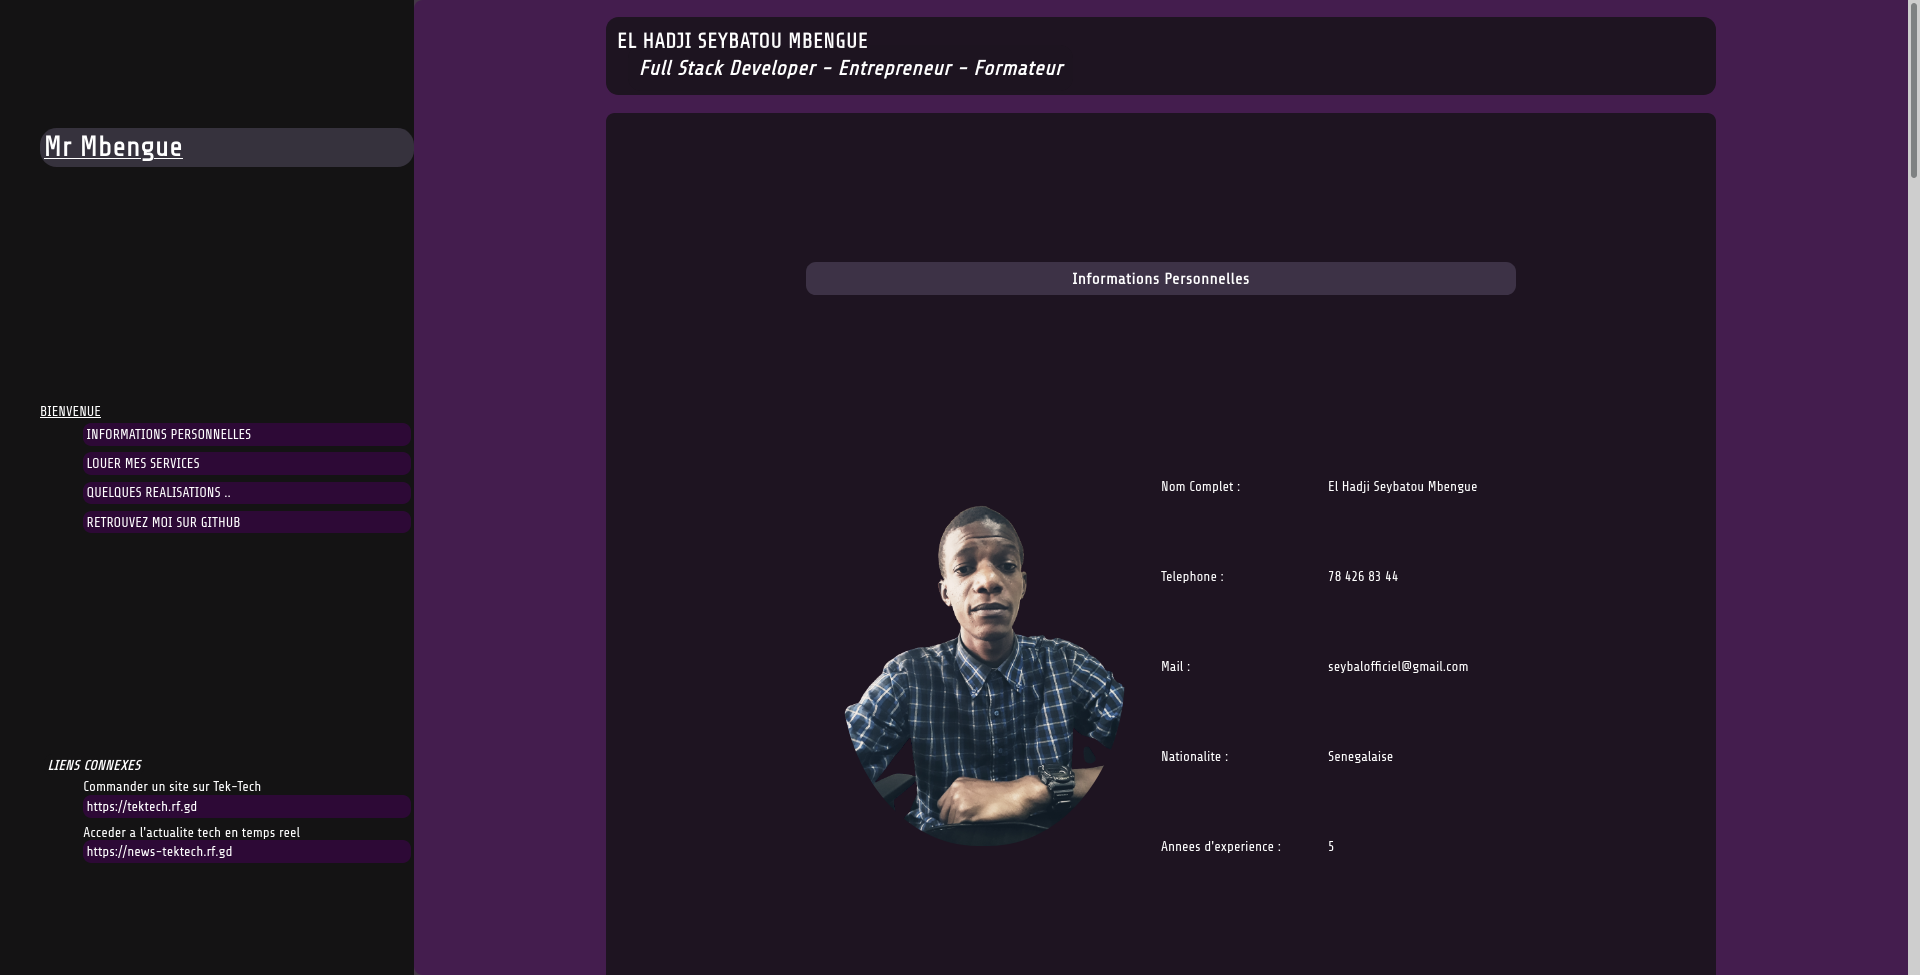 Mr Mbengue
BIENVENUE
INFORMATIONS PERSONNELLES
LOUER MES SERVICES
QUELQUES REALISATIONS ..
RETROUVEZ MOI SUR GITHUB
LIENS CONNEXES
Commander un site sur Tek-Tech
https://tektech.rf.gd
Acceder a l'actualite tech en temps reel
https://news-tektech.rf.gd
EL HADJI SEYBATOU MBENGUE
Full Stack Developer - Entrepreneur - Formateur
Informations Personnelles
Nom Complet : El Hadji Seybatou Mbengue
Telephone : 78 426 83 44
Mail : seybalofficiel@gmail.com
Nationalite : Senegalaise
Annees d'experience : 5